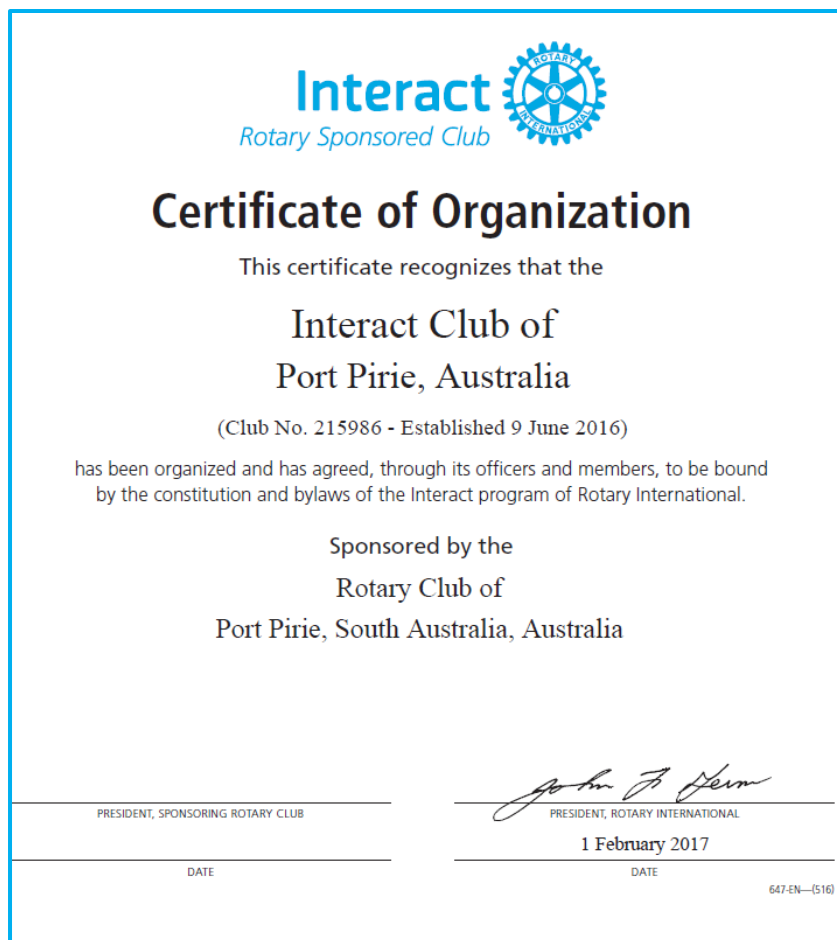 Interact
Rotary Sponsored Club
ROTARY
INTERNATIONAL
Certificate of Organization
This certificate recognizes that the
Interact Club of
Port Pirie, Australia
(Club No. 215986 - Established 9 June 2016)
has been organized and has agreed, through its officers and members, to be bound
by the constitution and bylaws of the Interact program of Rotary International.
Sponsored by the
Rotary Club of
Port Pirie, South Australia, Australia
John F Germ
PRESIDENT, SPONSORING ROTARY CLUB
PRESIDENT, ROTARY INTERNATIONAL
1 February 2017
DATE
DATE
647-EN—(516)